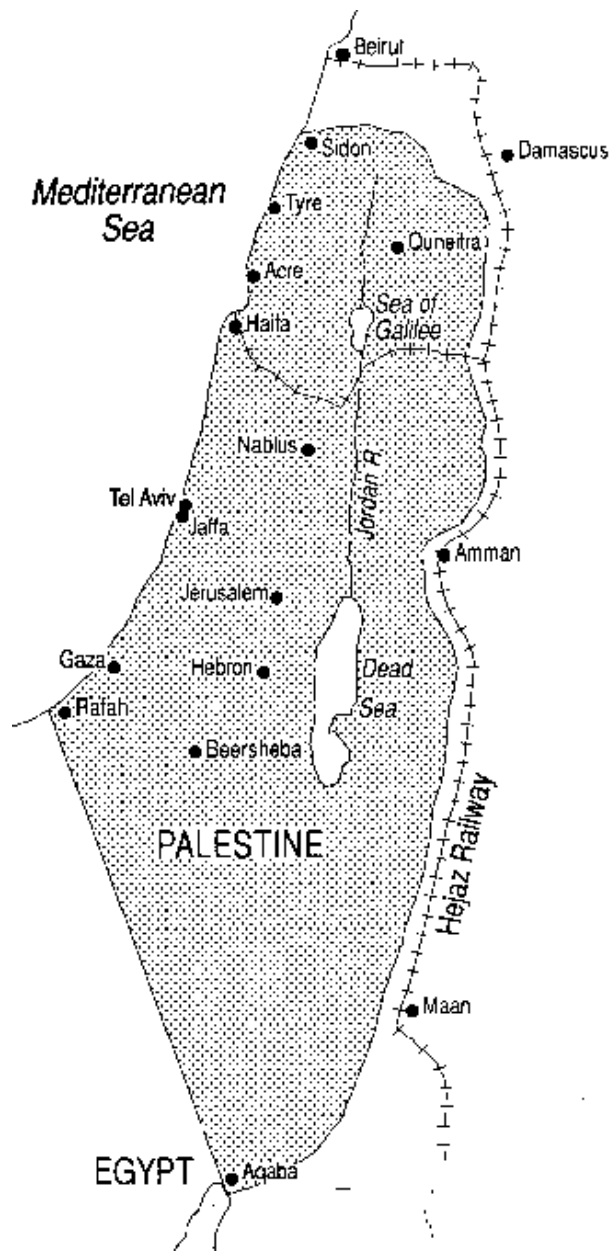 Beirut
Sidon
Damascus
Mediterranean
Sea
Tyre
Quneitra
Acre
Sea of
Galilee
Haifa
Nablus
Jordan R.
Tel Aviv
Jaffa
Amman
Jerusalem
Gaza
Hebron
Dead
Sea
Rafah
Beersheba
PALESTINE
Hejaz Railway
Maan
EGYPT
Aqaba